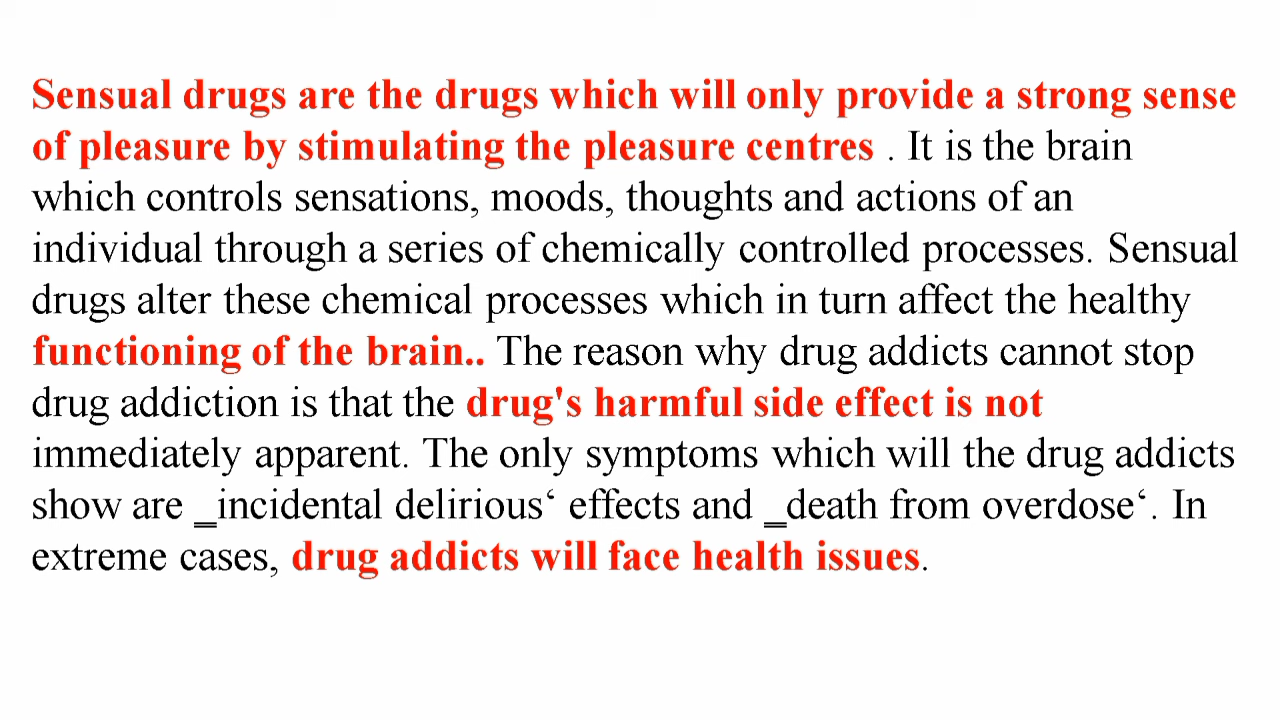 Sensual drugs are the drugs which will only provide a strong sense
of pleasure by stimulating the pleasure centres . It is the brain
which controls sensations, moods, thoughts and actions of an
individual through a series of chemically controlled processes. Sensual
drugs alter these chemical processes which in turn affect the healthy
functioning of the brain.. The reason why drug addicts cannot stop
drug addiction is that the drug's harmful side effect is not
immediately apparent. The only symptoms which will the drug addicts
show are ‗incidental delirious‘ effects and ‗death from overdose‘. In
extreme cases, drug addicts will face health issues.